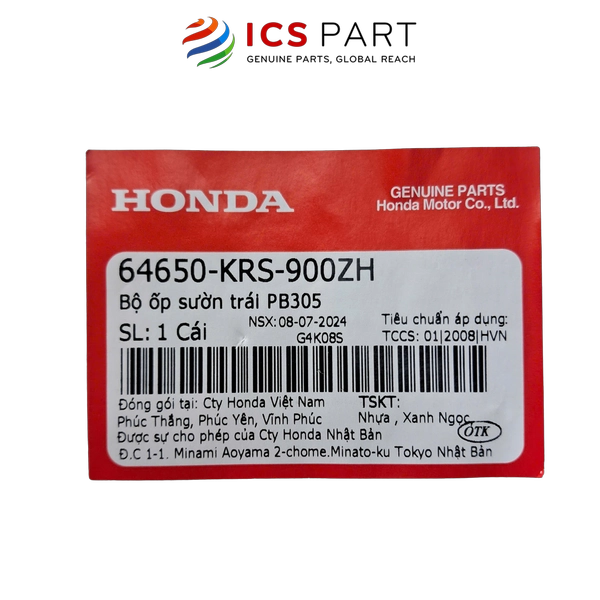 ICS PART
GENUINE PARTS, GLOBAL REACH
HONDA
GENUINE PARTS
Honda Motor Co., Ltd.
64650-KRS-900ZH
Bộ ốp sườn trái PB305
SL: 1 Cái
NSX: 08-07-2024
G4K08S
Tiêu chuẩn áp dụng:
TCCS: 01|2008|HVN
Đóng gói tại: Cty Honda Việt Nam
Phúc Thắng, Phúc Yên, Vĩnh Phúc
TSKT:
Nhựa , Xanh Ngọc
Được sự cho phép của Cty Honda Nhật Bản
OTK
Đ.C 1-1. Minami Aoyama 2-chome.Minato-ku Tokyo Nhật Bản